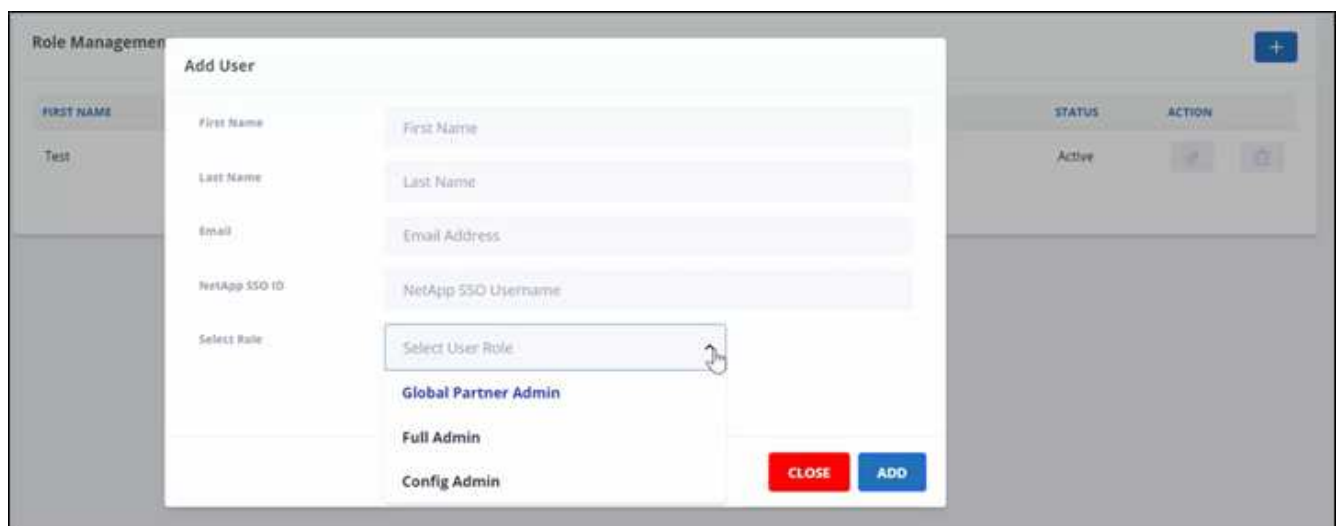 Role Managemen
+
Add User
FIRST NAME
STATUS
ACTION
First Name
First Name
Test
Active
Last Name
Last Name
Email
Email Address
NetApp SSO ID
NetApp SSO Username
Select Role
Select User Role
Global Partner Admin
Full Admin
Config Admin
CLOSE
ADD